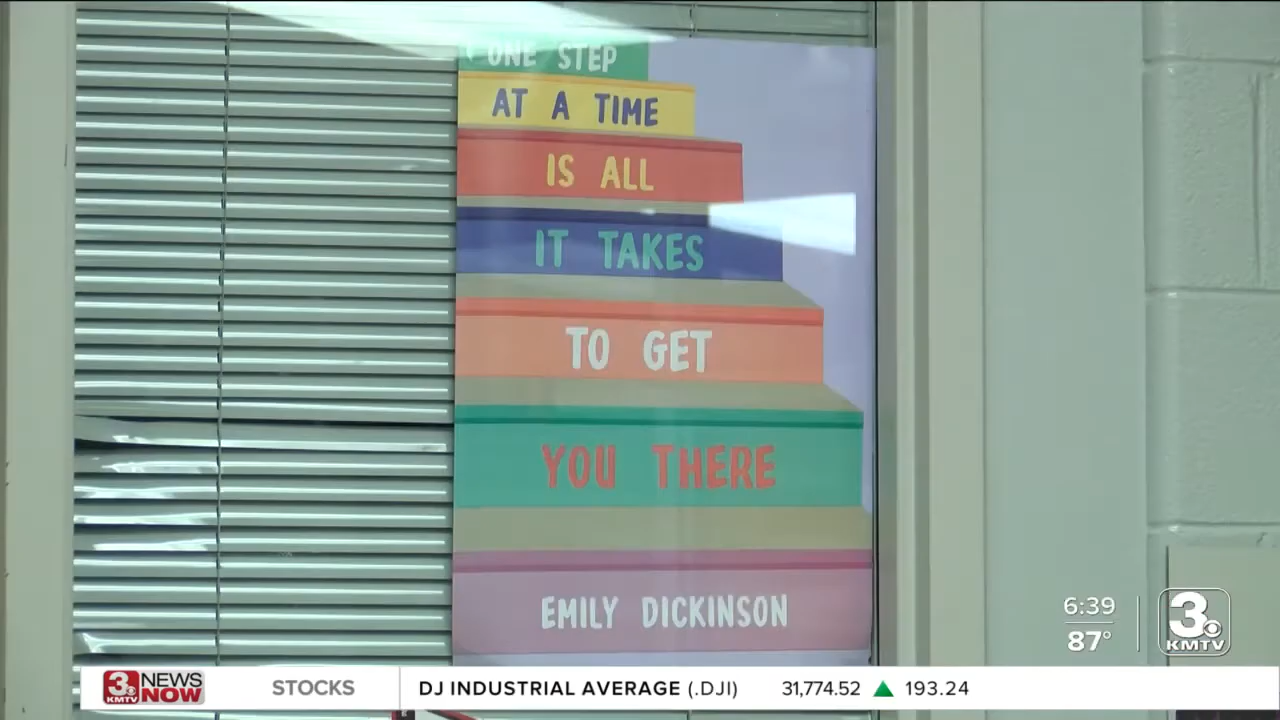 ONE STEP
AT A TIME
IS ALL
IT TAKES
TO GET
YOU THERE
EMILY DICKINSON
6:39
87°
3
KMTV
3 KMTV NEWS NOW
STOCKS
DJ INDUSTRIAL AVERAGE (.DJI) 31,774.52 ▲ 193.24